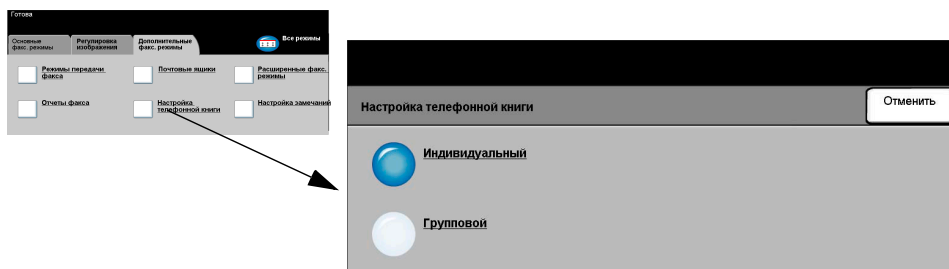 Готова
Основные факс. режимы
Регулировка изображения
Дополнительные факс. режимы
Все режимы
Режимы передачи факса
Почтовые ящики
Расширенные факс. режимы
Отчеты факса
Настройка телефонной книги
Настройка замечаний
Настройка телефонной книги
Отменить
Индивидуальный
Групповой